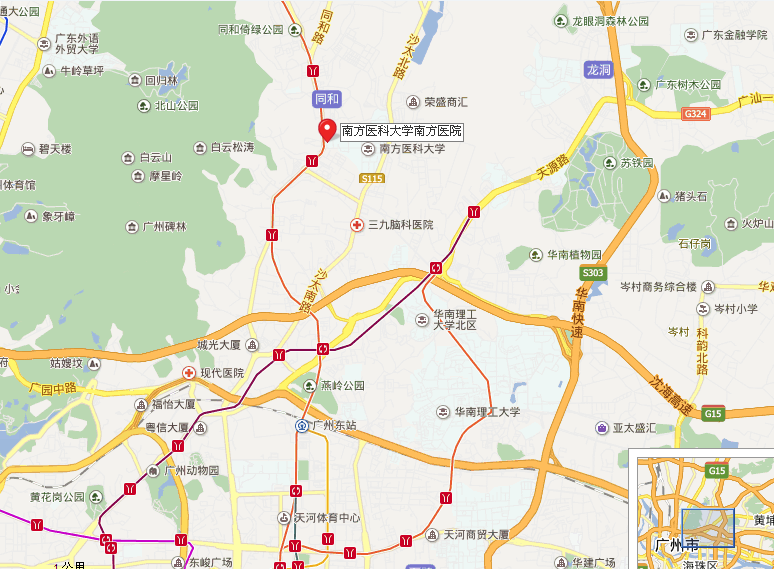 通大公园
同和倚绿公园
同和路
龙眼洞森林公园
广东外语
外贸大学
沙太北路
广东金融学院
牛岭草坪
回归林
龙洞
广东树木公园
北山公园
同和
荣盛商汇
广汕一
G324
南方医科大学南方医院
碧天楼
白云松涛
南方医科大学
白云山
天源路
苏铁园
摩星岭
S115
体育馆
猪头石
象牙嶂
广州碑林
三九脑科医院
火炉山
石仔岗
华南植物园
S303
沙太南路
华南快速
岑村商务综合楼
华观
小会
岑村小学
华南理工
大学北区
岑村
科韵北路
城光大厦
府
姑嫂坟
现代医院
沈海高速
广园中路
燕岭公园
福怡大厦
华南理工大学
G15
粤信大厦
广州东站
亚太盛汇
广州动物园
G15
黄花岗公园
天河体育中心
黄埔
天河商贸大厦
广州市
东峻广场
华建广场
海珠区
1公里